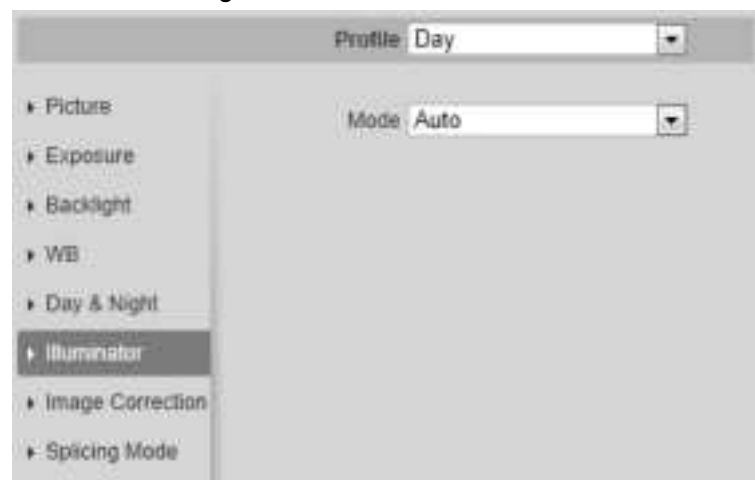 Profile Day
Mode Auto
Picture
Exposure
Backlight
WB
Day & Night
Illuminator
Image Correction
Splicing Mode